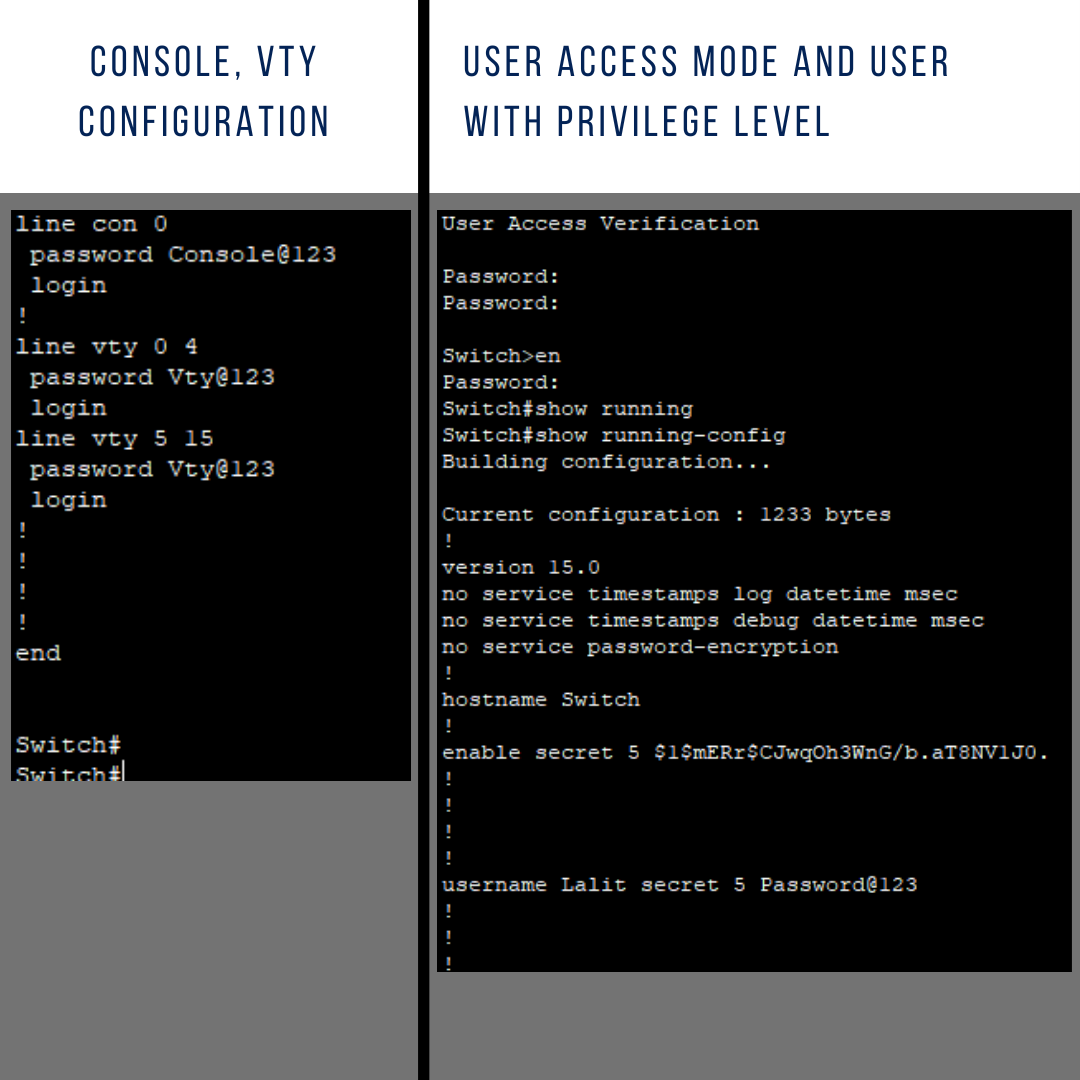 CONSOLE, VTY
CONFIGURATION
line con 0
 password Console@123
 login
!
line vty 0 4
 password Vty@123
 login
line vty 5 15
 password Vty@123
 login
!
!
!
!
end
Switch#
Switch#
USER ACCESS MODE AND USER
WITH PRIVILEGE LEVEL
User Access Verification
Password:
Password:
Switch>en
Password:
Switch#show running
Switch#show running-config
Building configuration...
Current configuration : 1233 bytes
!
version 15.0
no service timestamps log datetime msec
no service timestamps debug datetime msec
no service password-encryption
!
hostname Switch
!
enable secret 5 $1$mERr$CJwqOh3WnG/b.aT8NV1J0.
!
!
!
!
username Lalit secret 5 Password@123
!
!
!